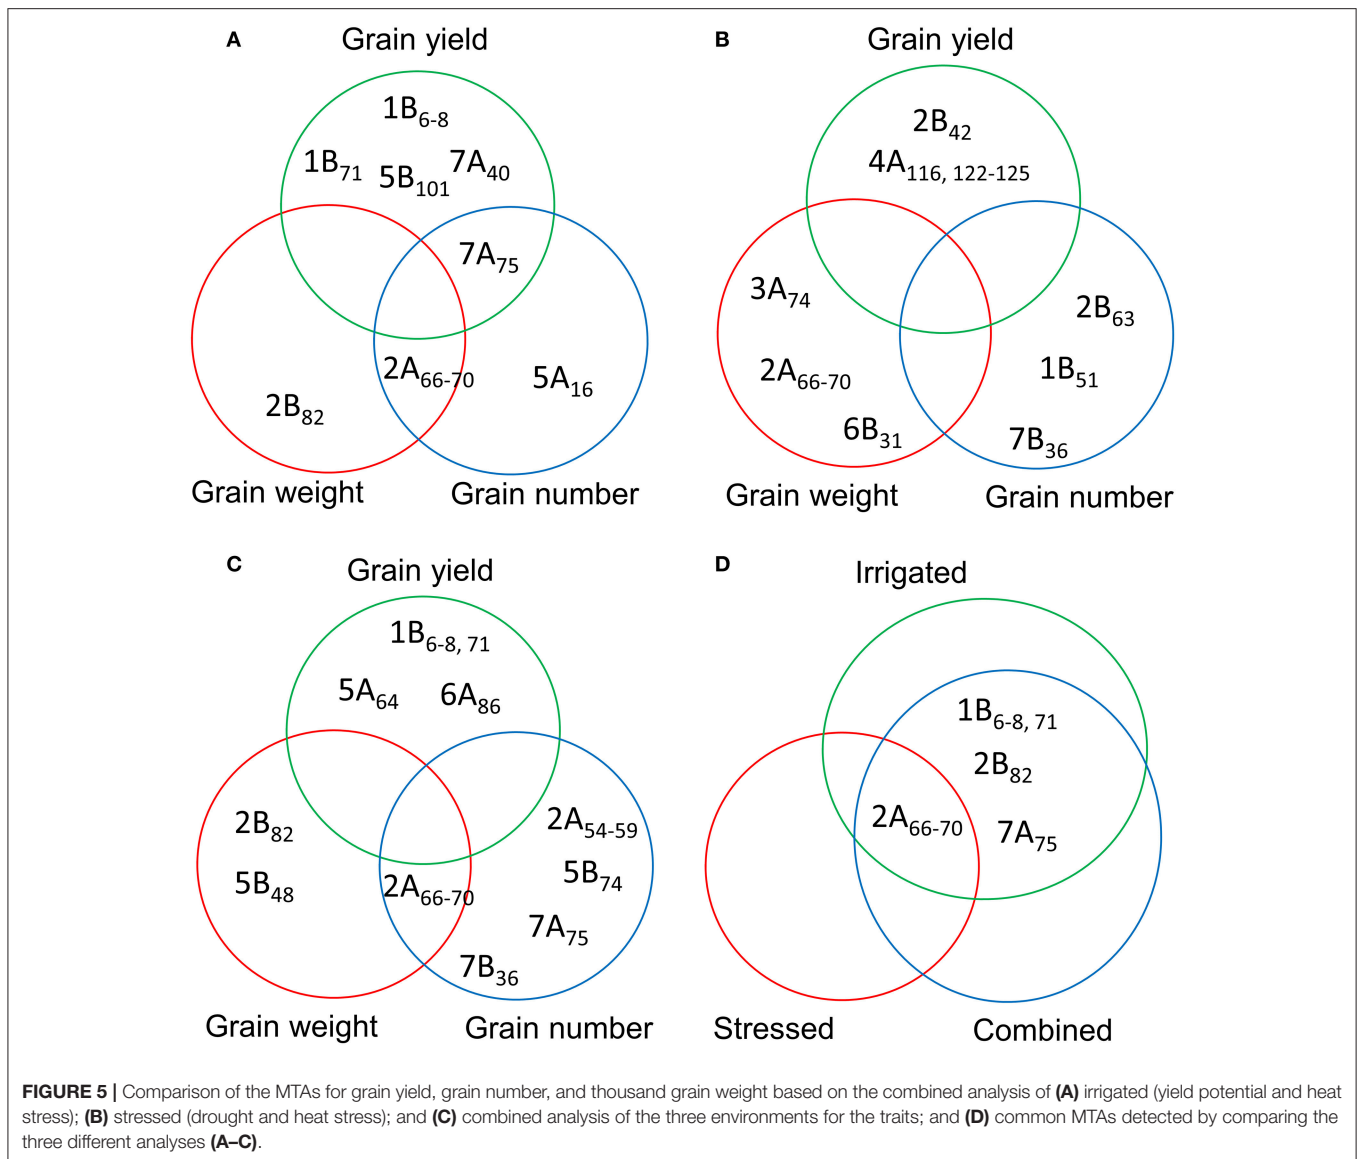 A
Grain yield
1B6-8
1B71 5B101 7A40
7A75
2A66-70
5A16
2B82
Grain weight
Grain number
B
Grain yield
2B42
4A116, 122-125
3A74
2B63
2A66-70
1B51
6B31
7B36
Grain weight
Grain number
C
Grain yield
1B6-8, 71
5A64
6A86
2B82
2A54-59
5B48
2A66-70
5B74
7A75
7B36
Grain weight
Grain number
D
Irrigated
1B6-8, 71
2B82
2A66-70
7A75
Stressed
Combined
FIGURE 5 | Comparison of the MTAs for grain yield, grain number, and thousand grain weight based on the combined analysis of (A) irrigated (yield potential and heat
stress); (B) stressed (drought and heat stress); and (C) combined analysis of the three environments for the traits; and (D) common MTAs detected by comparing the
three different analyses (A–C).